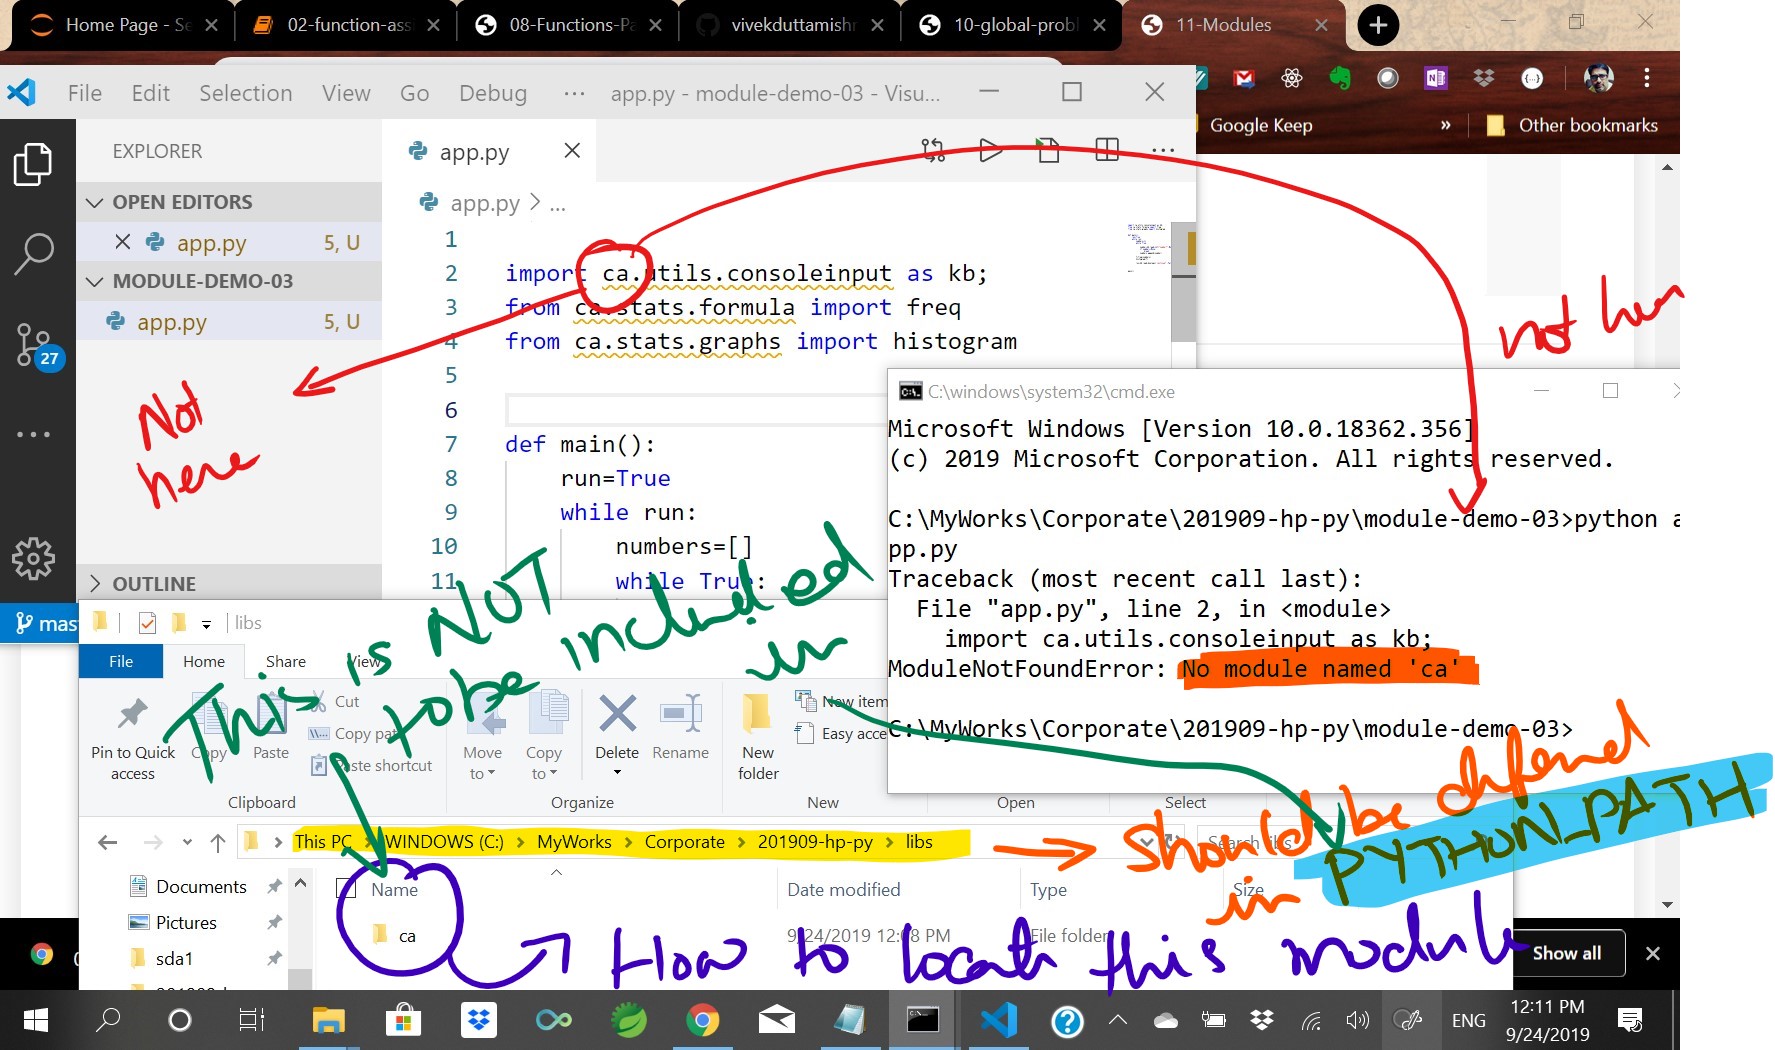 Home Page - Se
02-function-ass
08-Functions-Pa
vivekduttamishr
10-global-probl
11-Modules
File Edit Selection View Go Debug ··· app.py - module-demo-03 - Visu...
Google Keep
»
Other bookmarks
EXPLORER
app.py
OPEN EDITORS
app.py > ...
app.py 5, U
MODULE-DEMO-03
app.py 5, U
27
OUTLINE
mas
1
2 import ca.utils.consoleinput as kb;
3 from ca.stats.formula import freq
4 from ca.stats.graphs import histogram
5
6
7 def main():
8 run=True
9 while run:
10 numbers=[]
11 while True:
Not
here
not
C:\windows\system32\cmd.exe
Microsoft Windows [Version 10.0.18362.356]
(c) 2019 Microsoft Corporation. All rights reserved.
C:\MyWorks\Corporate\201909-hp-py\module-demo-03>python a
pp.py
Traceback (most recent call last):
File "app.py", line 2, in <module>
import ca.utils.consoleinput as kb;
ModuleNotFoundError: No module named 'ca'
C:\MyWorks\Corporate\201909-hp-py\module-demo-03>
This is NOT
to be included
in
libs
File Home Share View
Pin to Quick
access
Copy
Paste
Cut
Copy pat
Paste shortcut
Move
to
Copy
to
Delete
Rename
New
folder
New item
Easy acce
Clipboard Organize New Open Select
This PC > WINDOWS (C:) > MyWorks > Corporate > 201909-hp-py > libs
Search libs
should be defined
in
PYTHON_PATH
Documents
Pictures
sda1
Name Date modified Type Size
ca 9/24/2019 12:08 PM File folder
How to locate this module
Show all
ENG
12:11 PM
9/24/2019